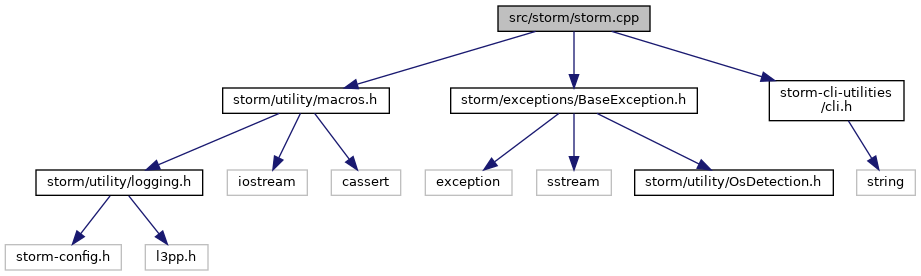 src/storm/storm.cpp
storm/utility/macros.h
storm/exceptions/BaseException.h
storm-cli-utilities
/cli.h
storm/utility/logging.h
iostream
cassert
exception
sstream
storm/utility/OsDetection.h
string
storm-config.h
l3pp.h